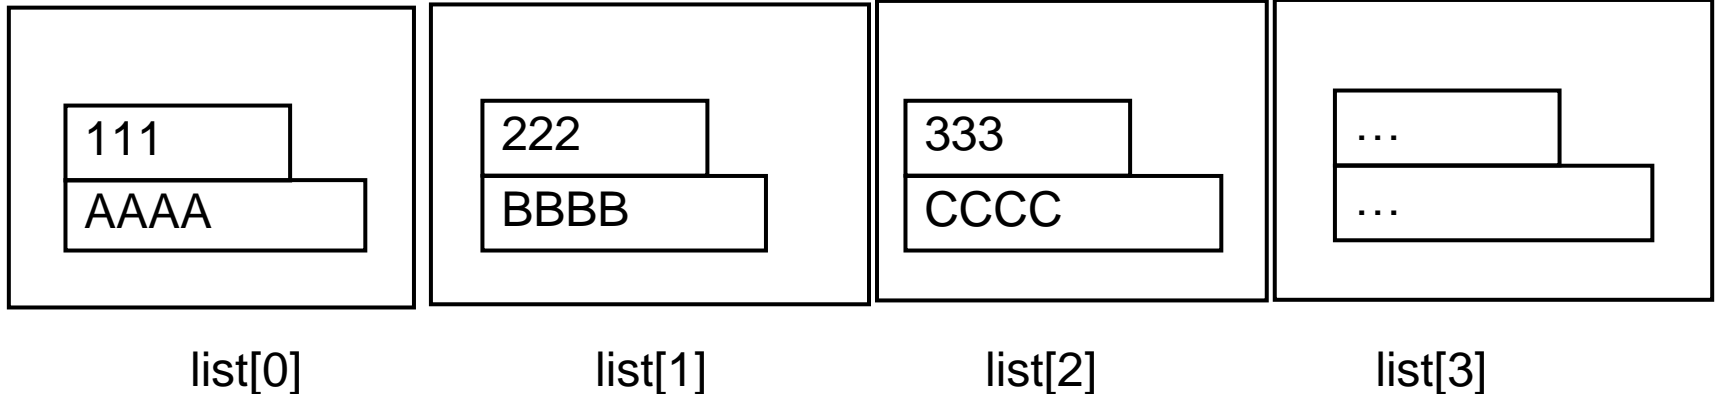 111
AAAA
222
BBBB
333
CCCC
...
...
list[0]
list[1]
list[2]
list[3]